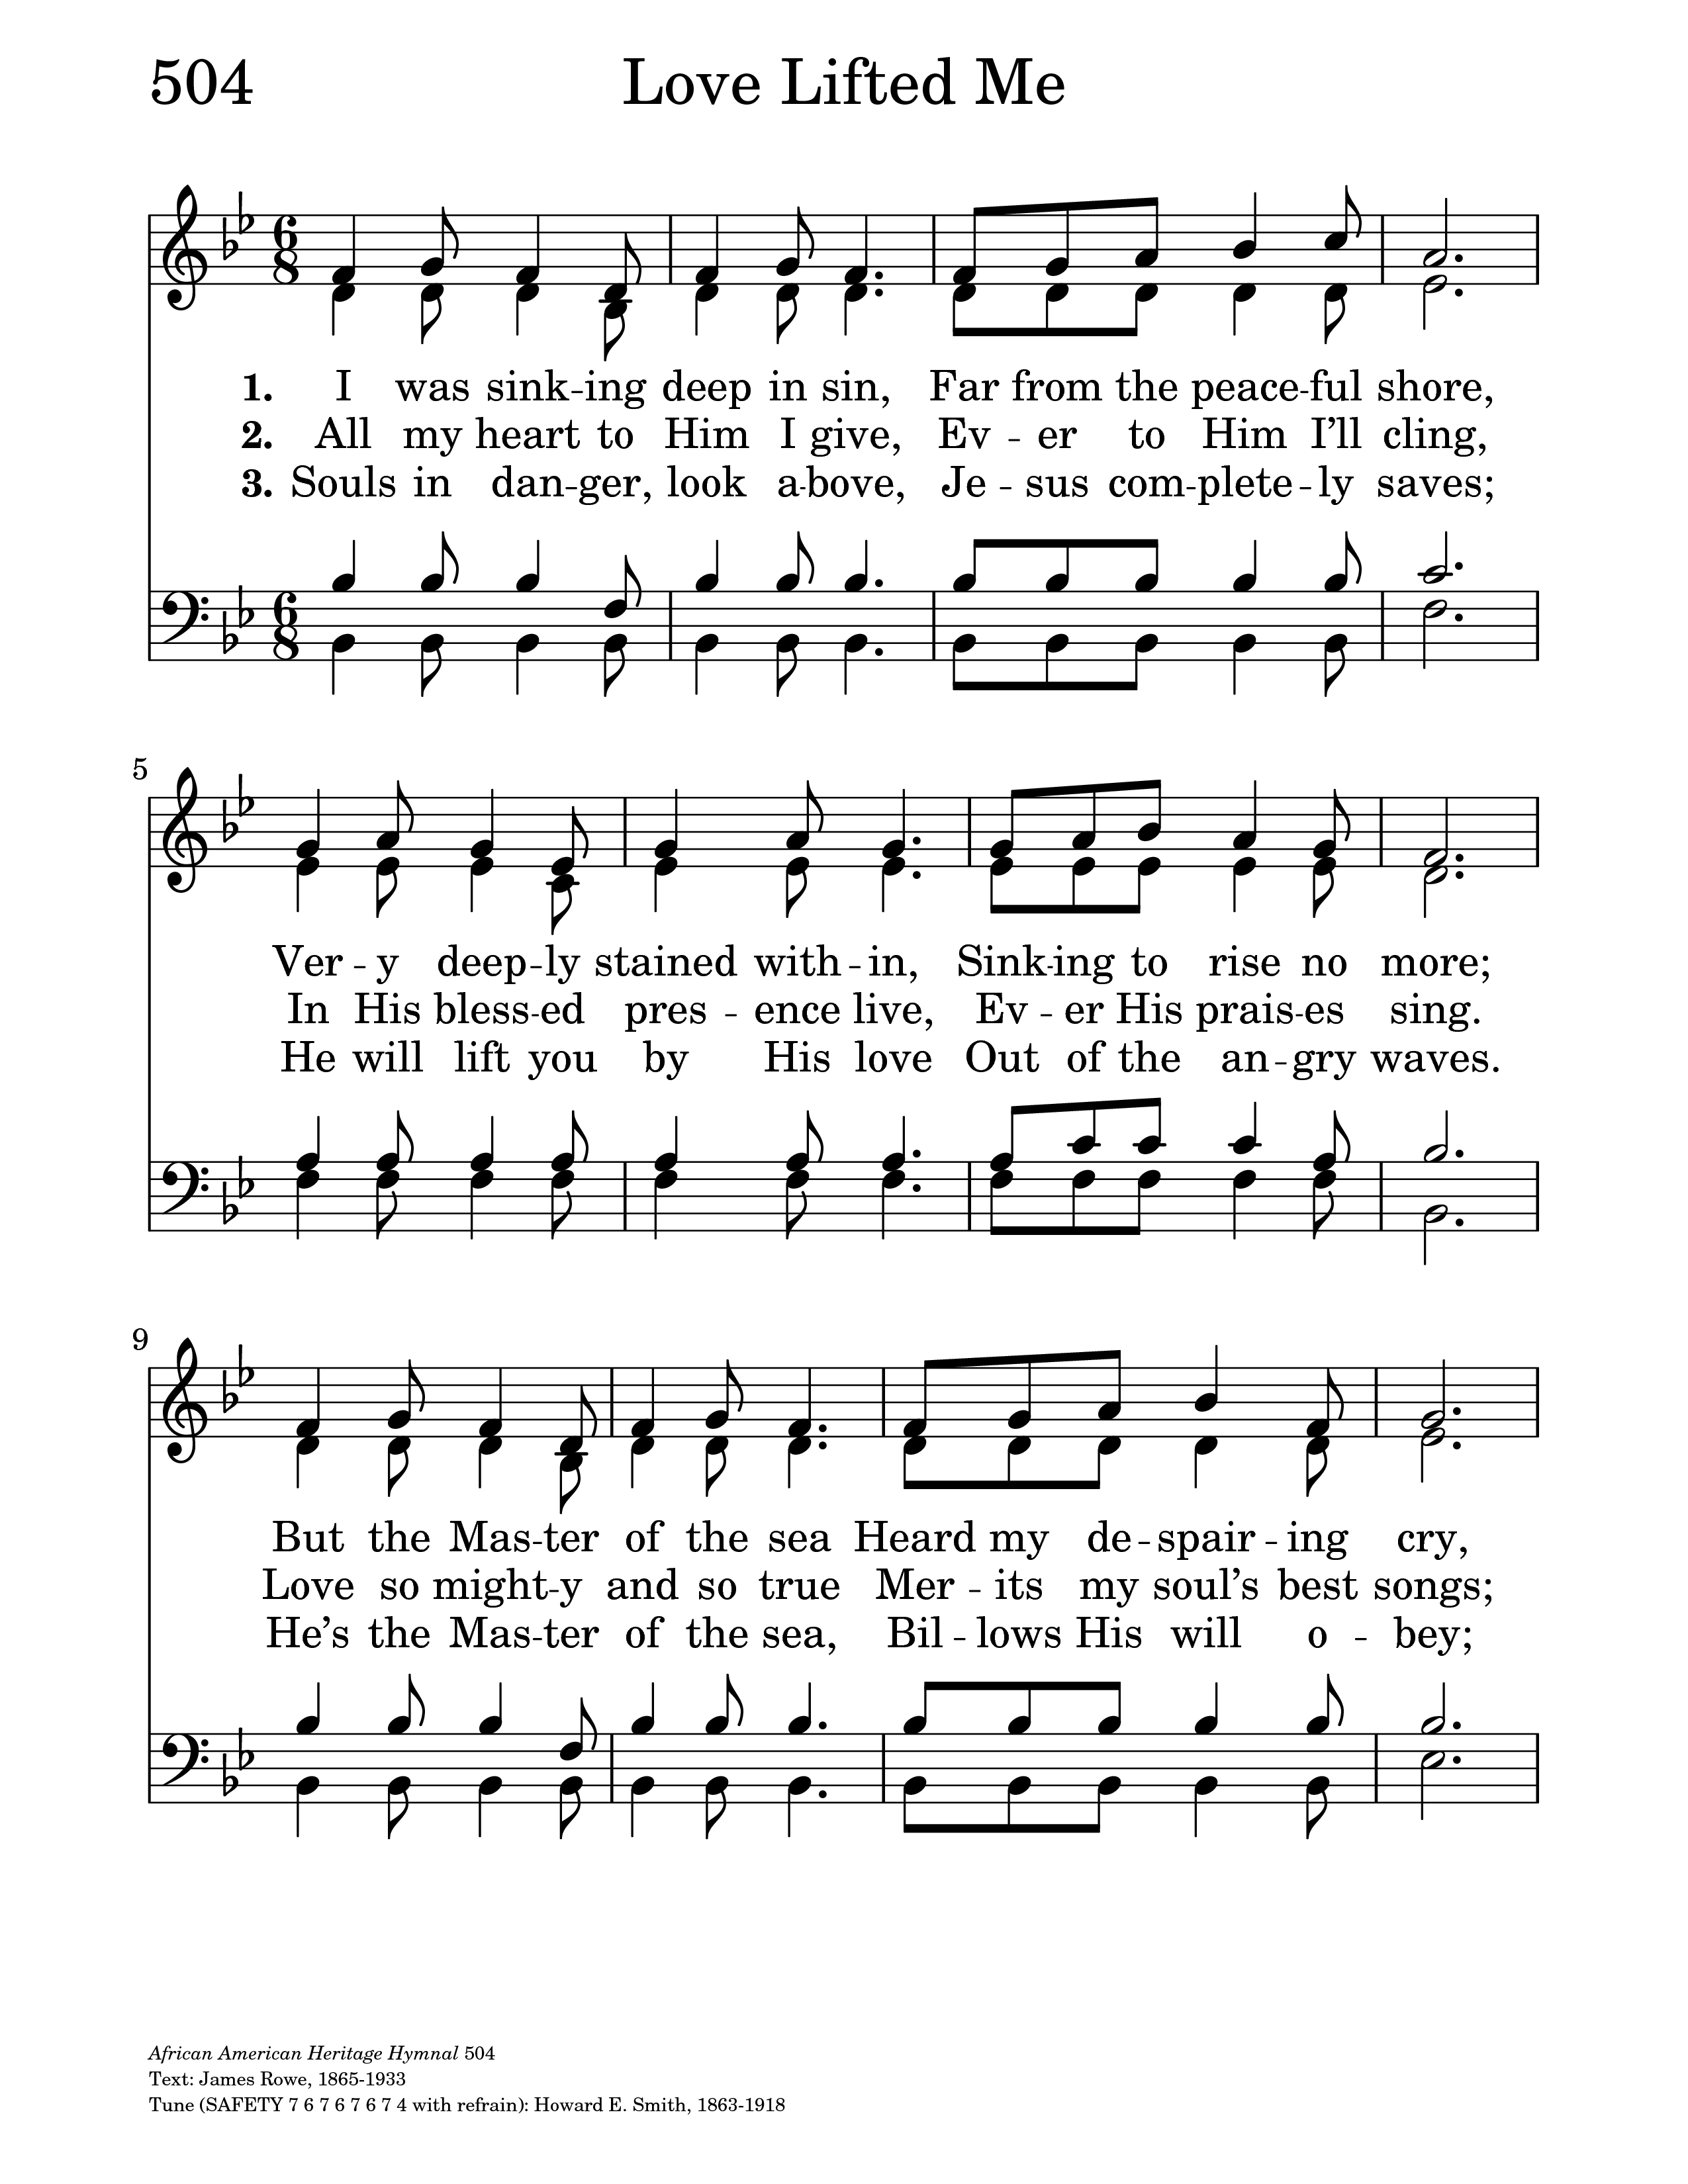 504 Love Lifted Me
6
8
1. I was sink - ing deep in sin, Far from the peace - ful shore,
2. All my heart to Him I give, Ev - er to Him I’ll cling,
3. Souls in dan - ger, look a - bove, Je - sus com - plete - ly saves;
6
8
5
Ver - y deep - ly stained with - in, Sink - ing to rise no more;
In His bless - ed pres - ence live, Ev - er His prais - es sing.
He will lift you by His love Out of the an - gry waves.
9
But the Mas - ter of the sea Heard my de - spair - ing cry,
Love so might - y and so true Mer - its my soul’s best songs;
He’s the Mas - ter of the sea, Bil - lows His will o - bey;
African American Heritage Hymnal 504
Text: James Rowe, 1865-1933
Tune (SAFETY 7 6 7 6 7 6 7 4 with refrain): Howard E. Smith, 1863-1918